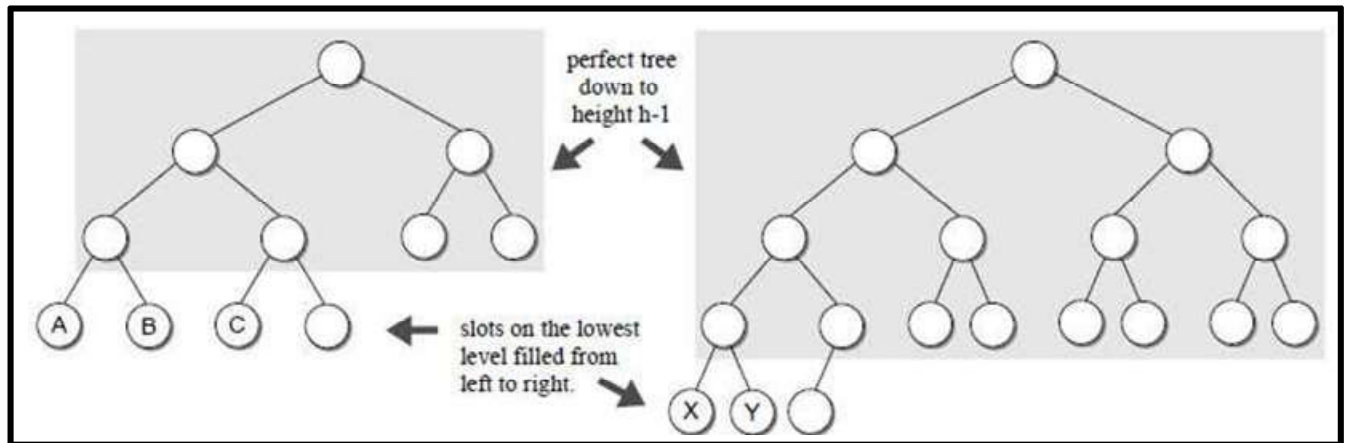 perfect tree
down to
height h-1
A
B
C
slots on the lowest
level filled from
left to right.
X
Y